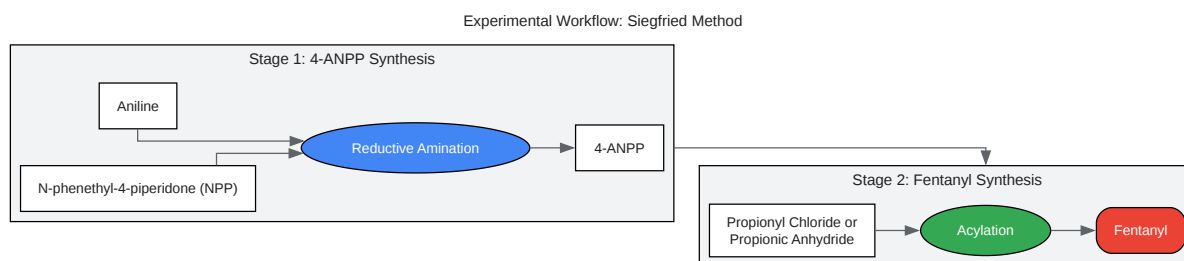 Experimental Workflow: Siegfried Method
Stage 1: 4-ANPP Synthesis
Aniline
Reductive Amination
4-ANPP
N-phenethyl-4-piperidone (NPP)
Stage 2: Fentanyl Synthesis
Propionyl Chloride or
Propionic Anhydride
Acylation
Fentanyl